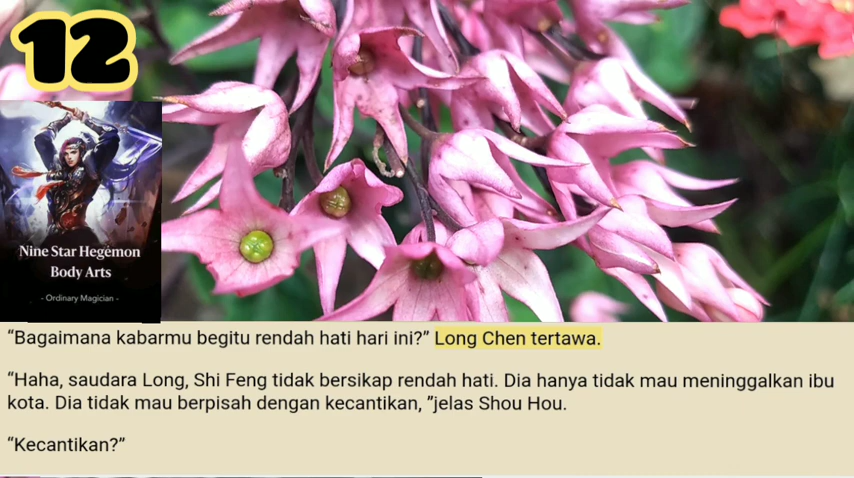 12
Nine Star Hegemon
Body Arts
- Ordinary Magician -
“Bagaimana kabarmu begitu rendah hati hari ini?” Long Chen tertawa.
“Haha, saudara Long, Shi Feng tidak bersikap rendah hati. Dia hanya tidak mau meninggalkan ibu
kota. Dia tidak mau berpisah dengan kecantikan, ”jelas Shou Hou.
“Kecantikan?”